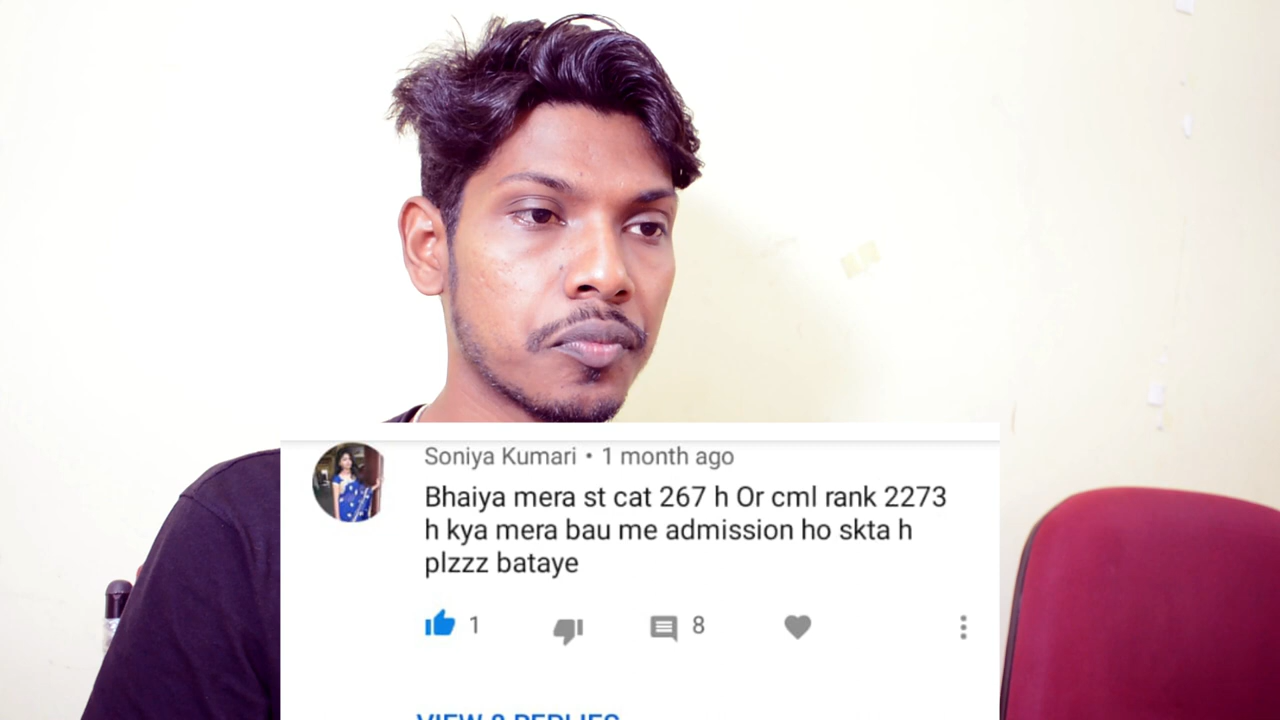 Soniya Kumari • 1 month ago
Bhaiya mera st cat 267 h Or cml rank 2273
h kya mera bau me admission ho skta h
plzzz bataye
1
8